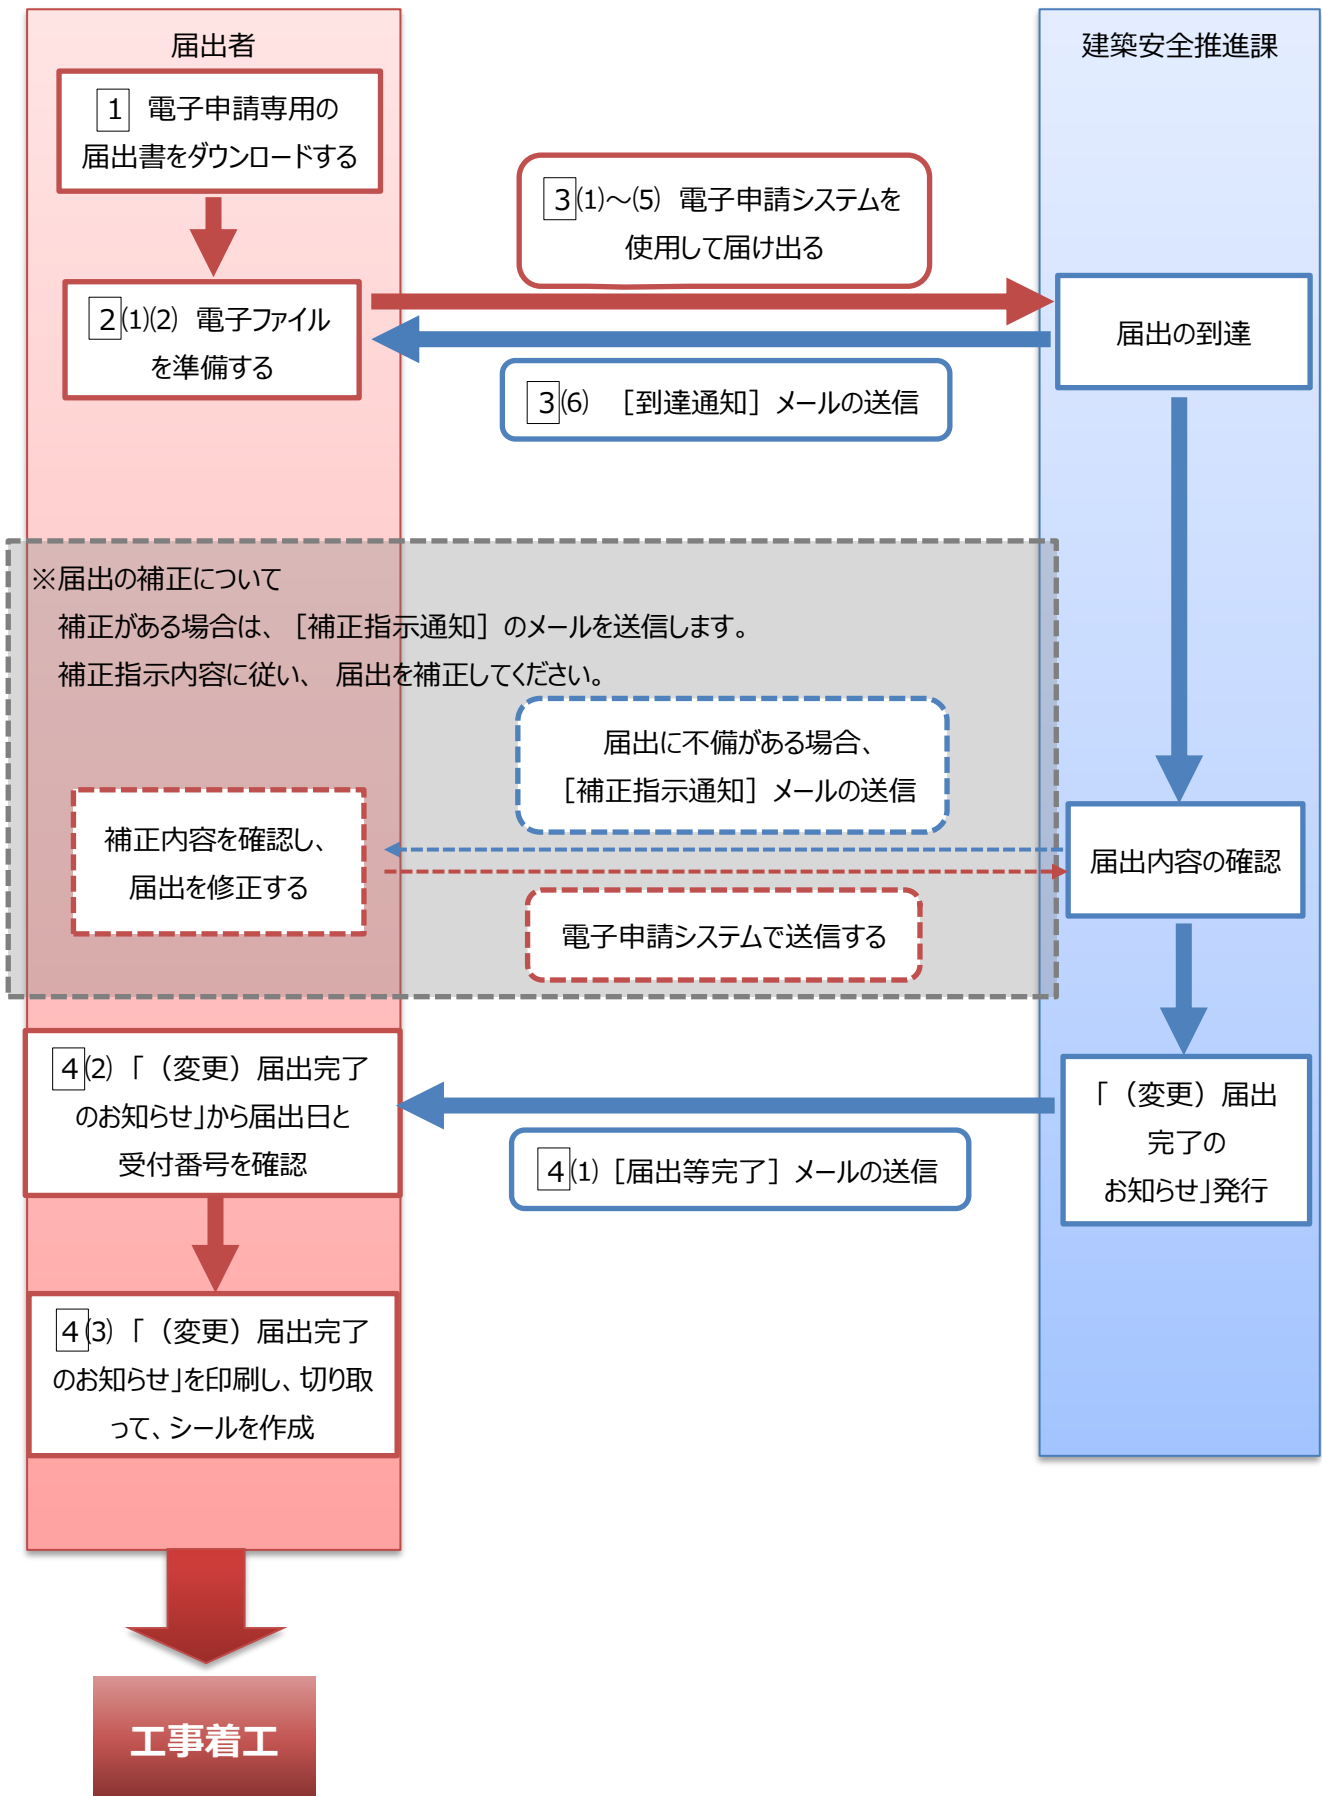 届出者
建築安全推進課
1 電子申請専用の
届出書をダウンロードする
3⑴～⑸ 電子申請システムを
使用して届け出る
2⑴⑵ 電子ファイル
を準備する
届出の到達
3⑹ ［到達通知］メールの送信
※届出の補正について
補正がある場合は、［補正指示通知］のメールを送信します。
補正指示内容に従い、 届出を補正してください。
届出に不備がある場合、
［補正指示通知］メールの送信
補正内容を確認し、
届出を修正する
届出内容の確認
電子申請システムで送信する
4⑵「（変更）届出完了
のお知らせ」から届出日と
受付番号を確認
「（変更）届出
完了の
お知らせ」発行
4⑴［届出等完了］メールの送信
4⑶「（変更）届出完了
のお知らせ」を印刷し、切り取
って、シールを作成
工事着工